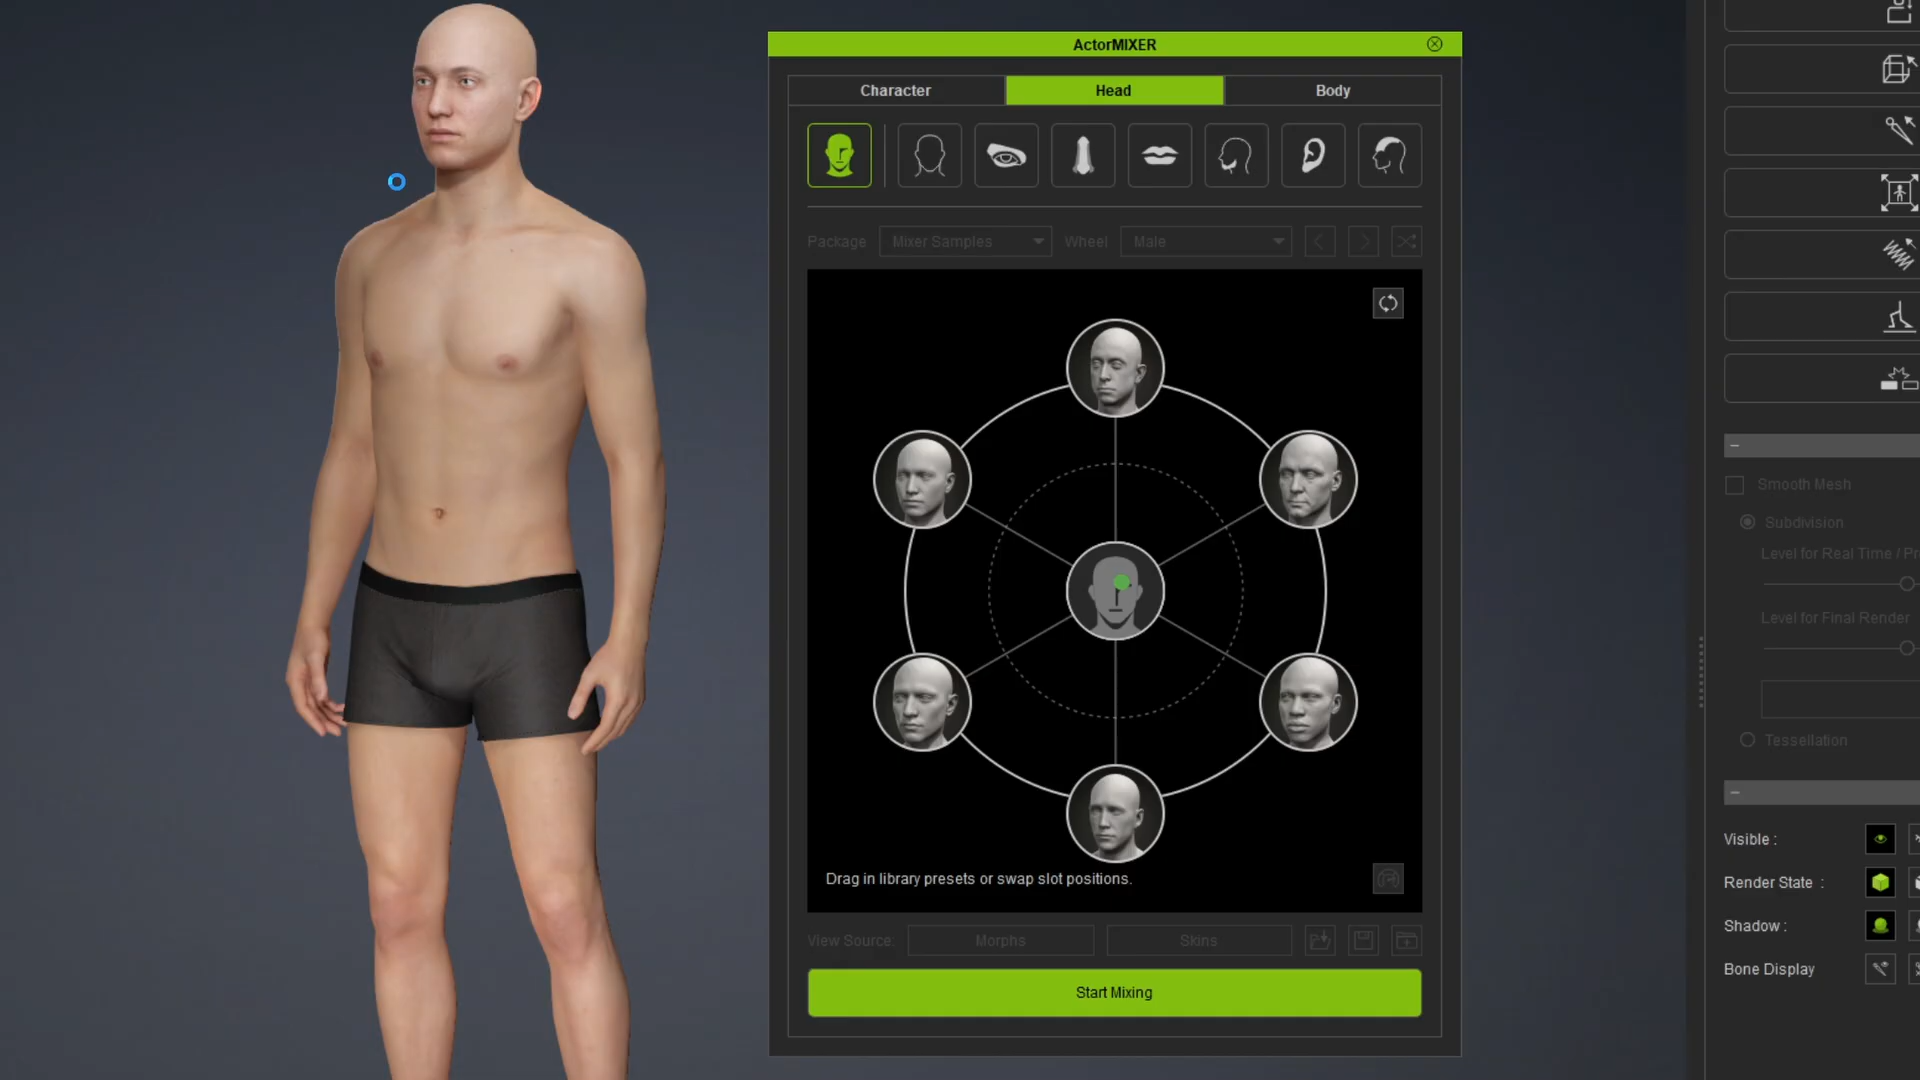 ActorMIXER
Character
Head
Body
Package
Mixer Samples
Wheel
Male
Drag in library presets or swap slot positions.
View Source:
Morphs
Skins
Start Mixing
Smooth Mesh
Subdivision
Level for Real Time / Pr
Level for Final Render
Tessellation
Visible :
Render State :
Shadow :
Bone Display